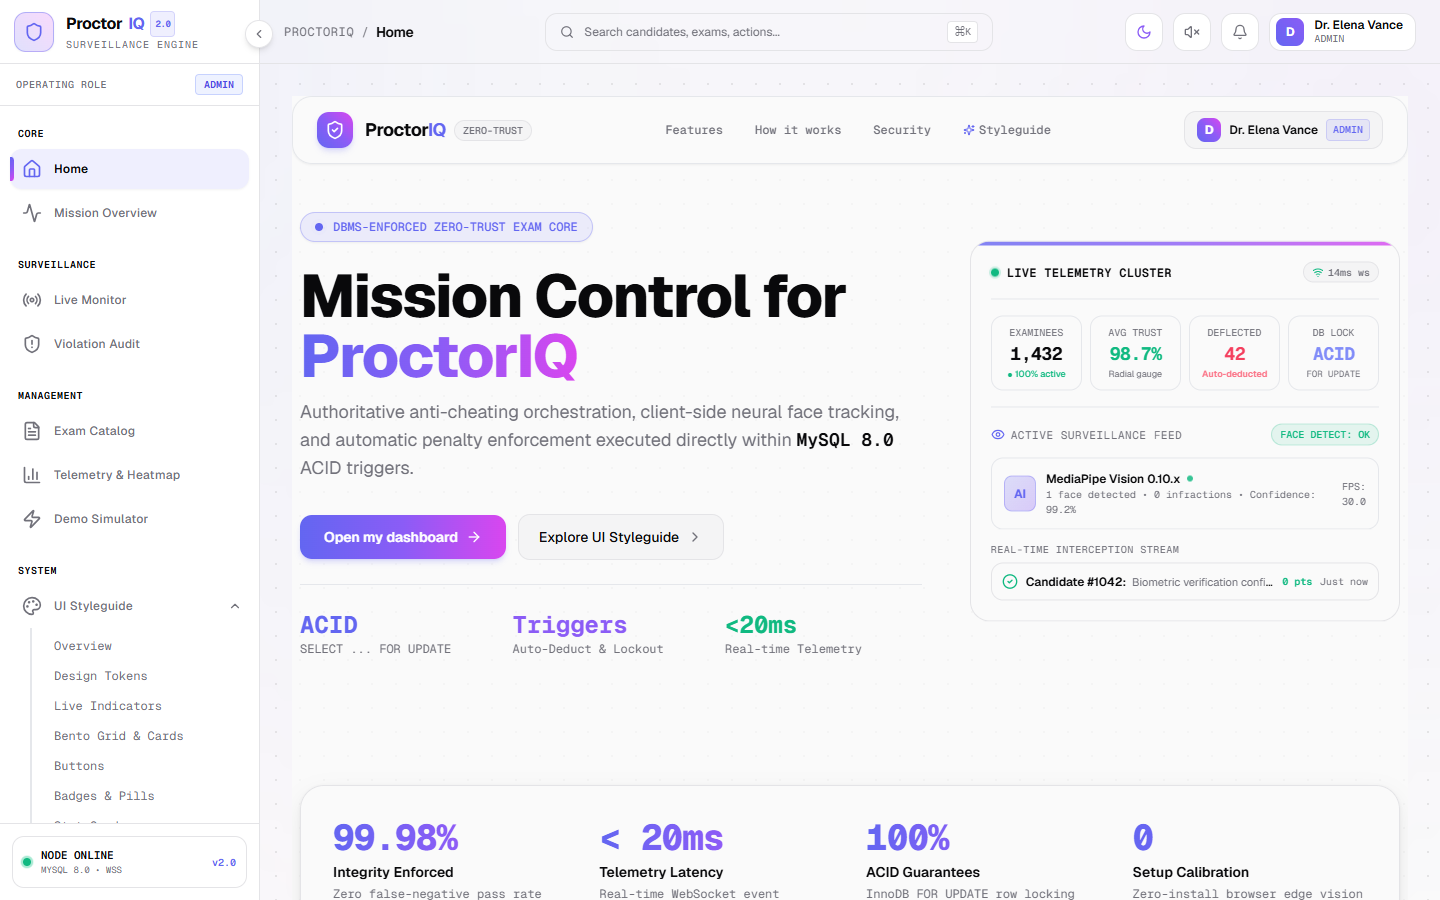 Proctor IQ 2.0
SURVEILLANCE ENGINE
OPERATING ROLE ADMIN
CORE
Home
Mission Overview
SURVEILLANCE
Live Monitor
Violation Audit
MANAGEMENT
Exam Catalog
Telemetry & Heatmap
Demo Simulator
SYSTEM
UI Styleguide
Overview
Design Tokens
Live Indicators
Bento Grid & Cards
Buttons
Badges & Pills
NODE ONLINE
MYSQL 8.0 • WSS
v2.0
PROCTORIQ / Home
Search candidates, exams, actions...
⌘K
D
Dr. Elena Vance
ADMIN
ProctorIQ ZERO-TRUST
Features
How it works
Security
Styleguide
D Dr. Elena Vance ADMIN
DBMS-ENFORCED ZERO-TRUST EXAM CORE
Mission Control for
ProctorIQ
Authoritative anti-cheating orchestration, client-side neural face tracking,
and automatic penalty enforcement executed directly within MySQL 8.0
ACID triggers.
Open my dashboard
Explore UI Styleguide
ACID
SELECT ... FOR UPDATE
Triggers
Auto-Deduct & Lockout
<20ms
Real-time Telemetry
LIVE TELEMETRY CLUSTER
14ms ws
EXAMINEES
1,432
● 100% active
AVG TRUST
98.7%
Radial gauge
DEFLECTED
42
Auto-deducted
DB LOCK
ACID
FOR UPDATE
ACTIVE SURVEILLANCE FEED
FACE DETECT: OK
AI
MediaPipe Vision 0.10.x
1 face detected • 0 infractions • Confidence:
99.2%
FPS:
30.0
REAL-TIME INTERCEPTION STREAM
Candidate #1042: Biometric verification confi... 0 pts Just now
99.98%
Integrity Enforced
Zero false-negative pass rate
< 20ms
Telemetry Latency
Real-time WebSocket event
100%
ACID Guarantees
InnoDB FOR UPDATE row locking
0
Setup Calibration
Zero-install browser edge vision